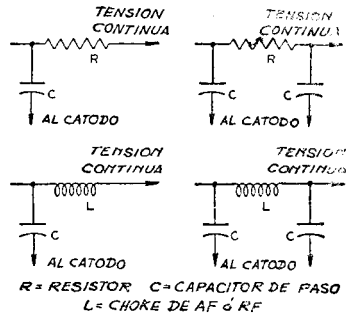 TENSION TENSION
CONTINUA CONTINUA
R R
C C C
AL CATODO AL CATODO
TENSION TENSION
CONTINUA CONTINUA
L L
C C C
AL CATODO AL CATODO
R = RESISTOR C = CAPACITOR DE PASO
L = CHOKE DE AF ó RF